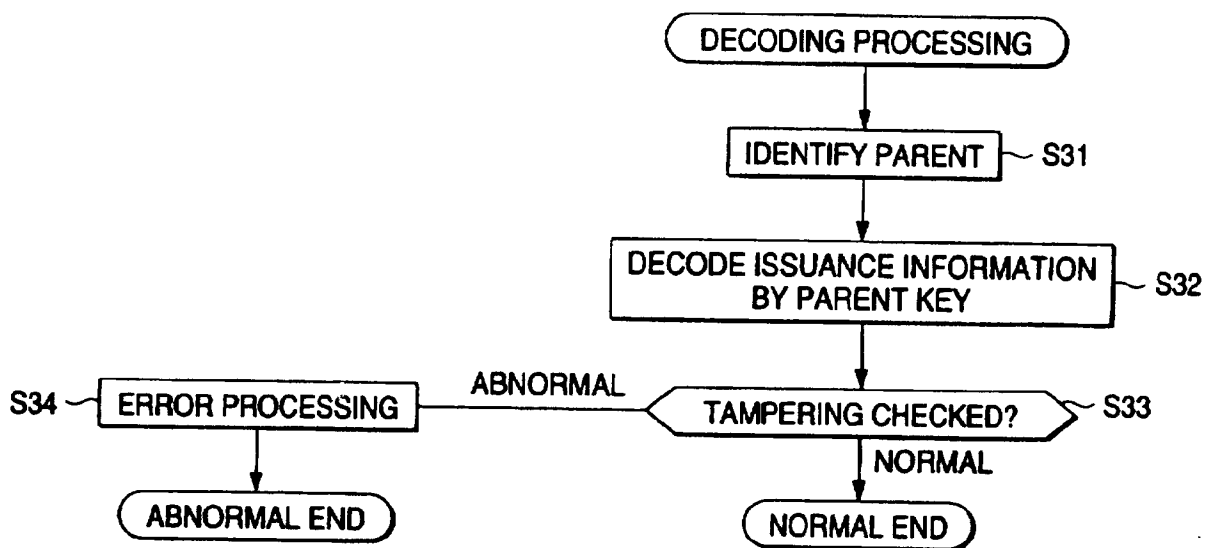 DECODING PROCESSING
IDENTIFY PARENT
S31
DECODE ISSUANCE INFORMATION
BY PARENT KEY
S32
S34
ERROR PROCESSING
ABNORMAL
TAMPERING CHECKED?
S33
NORMAL
ABNORMAL END
NORMAL END